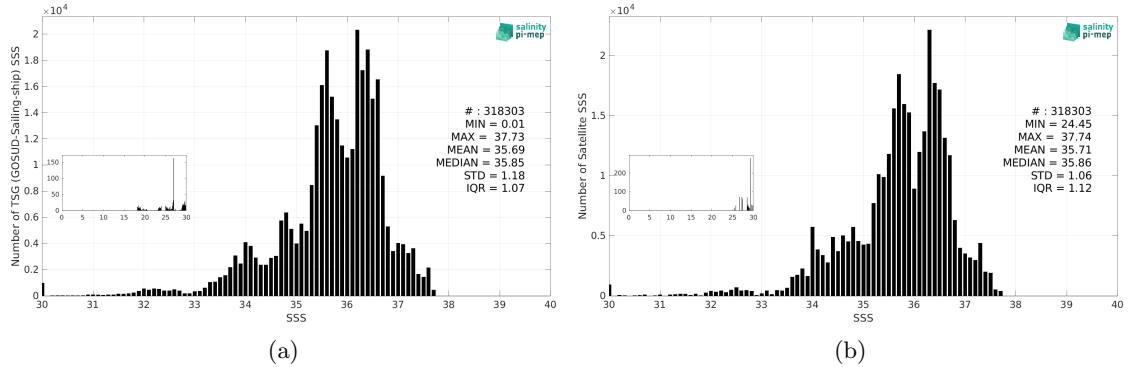 ×10⁴
2
1.8
1.6
1.4
1.2
1
0.8
0.6
0.4
0.2
0
Number of TSG (GOSUD-Sailing-ship) SSS
salinity
pi-mep
# : 318303
MIN = 0.01
MAX = 37.73
MEAN = 35.69
MEDIAN = 35.85
STD = 1.18
IQR = 1.07
150
100
50
0
0 5 10 15 20 25 30
30 31 32 33 34 35 36 37 38 39 40
SSS
(a)
×10⁴
2
1.5
1
0.5
0
Number of Satellite SSS
salinity
pi-mep
# : 318303
MIN = 24.45
MAX = 37.74
MEAN = 35.71
MEDIAN = 35.86
STD = 1.06
IQR = 1.12
200
100
0
0 5 10 15 20 25 30
30 31 32 33 34 35 36 37 38 39 40
SSS
(b)